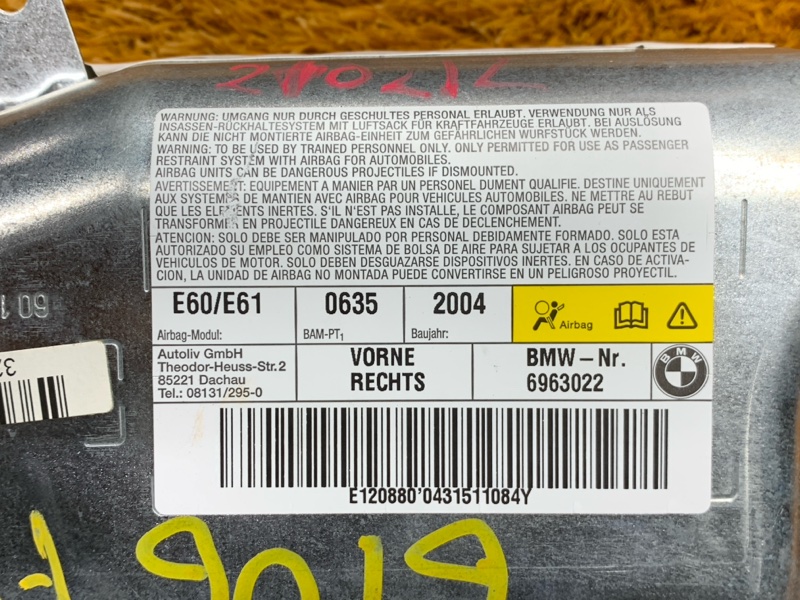 WARNUNG: UMGANG NUR DURCH GESCHULTES PERSONAL ERLAUBT. VERWENDUNG NUR ALS
INSASSEN-RÜCKHALTESYSTEM MIT LUFTSACK FÜR KRAFTFAHRZEUGE ERLAUBT. BEI AUSLÖSUNG
KANN DIE NICHT MONTIERTE AIRBAG-EINHEIT ZUM GEFÄHRLICHEN WURFSTÜCK WERDEN.
WARNING: TO BE USED BY TRAINED PERSONNEL ONLY. ONLY PERMITTED FOR USE AS PASSENGER
RESTRAINT SYSTEM WITH AIRBAG FOR AUTOMOBILES.
AIRBAG UNITS CAN BE DANGEROUS PROJECTILES IF DISMOUNTED.
AVERTISSEMENT: EQUIPEMENT A MANIER PAR UN PERSONEL DUMENT QUALIFIE. DESTINE UNIQUEMENT
AUX SYSTEMES DE MANTIEN AVEC AIRBAG POUR VEHICULES AUTOMOBILES. NE METTRE AU REBUT
QUE LES ELEMENTS INERTES. S'IL N'EST PAS INSTALLE, LE COMPOSANT AIRBAG PEUT SE
TRANSFORMER EN PROJECTILE DANGEREUX EN CAS DE DECLENCHEMENT.
ATENCION: SOLO DEBE SER MANIPULADO POR PERSONAL DEBIDAMENTE FORMADO. SOLO ESTA
AUTORIZADO SU EMPLEO COMO SISTEMA DE BOLSA DE AIRE PARA SUJETAR A LOS OCUPANTES DE
VEHICULOS DE MOTOR. SOLO DEBEN DESGUAZARSE DISPOSITIVOS INERTES. EN CASO DE ACTIVA-
CION, LA UNIDAD DE AIRBAG NO MONTADA PUEDE CONVERTIRSE EN UN PELIGROSO PROYECTIL.
E60/E61 0635 2004 Airbag
Airbag-Modul: BAM-PT1 Baujahr:
Autoliv GmbH
Theodor-Heuss-Str.2
85221 Dachau
Tel.: 08131/295-0
VORNE
RECHTS
BMW-Nr.
6963022
BMW
E120880'0431511084Y